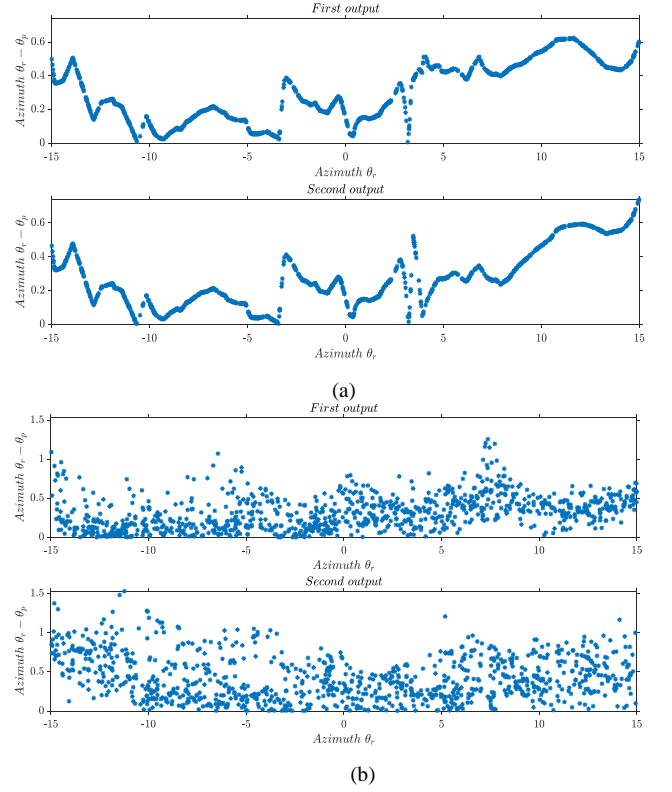 First output
Azimuth θr − θp
0.6
0.4
0.2
0
-15 -10 -5 0 5 10 15
Azimuth θr
Second output
Azimuth θr − θp
0.6
0.4
0.2
0
-15 -10 -5 0 5 10 15
Azimuth θr
(a)
First output
Azimuth θr − θp
1.5
1
0.5
0
-15 -10 -5 0 5 10 15
Azimuth θr
Second output
Azimuth θr − θp
1.5
1
0.5
0
-15 -10 -5 0 5 10 15
Azimuth θr
(b)